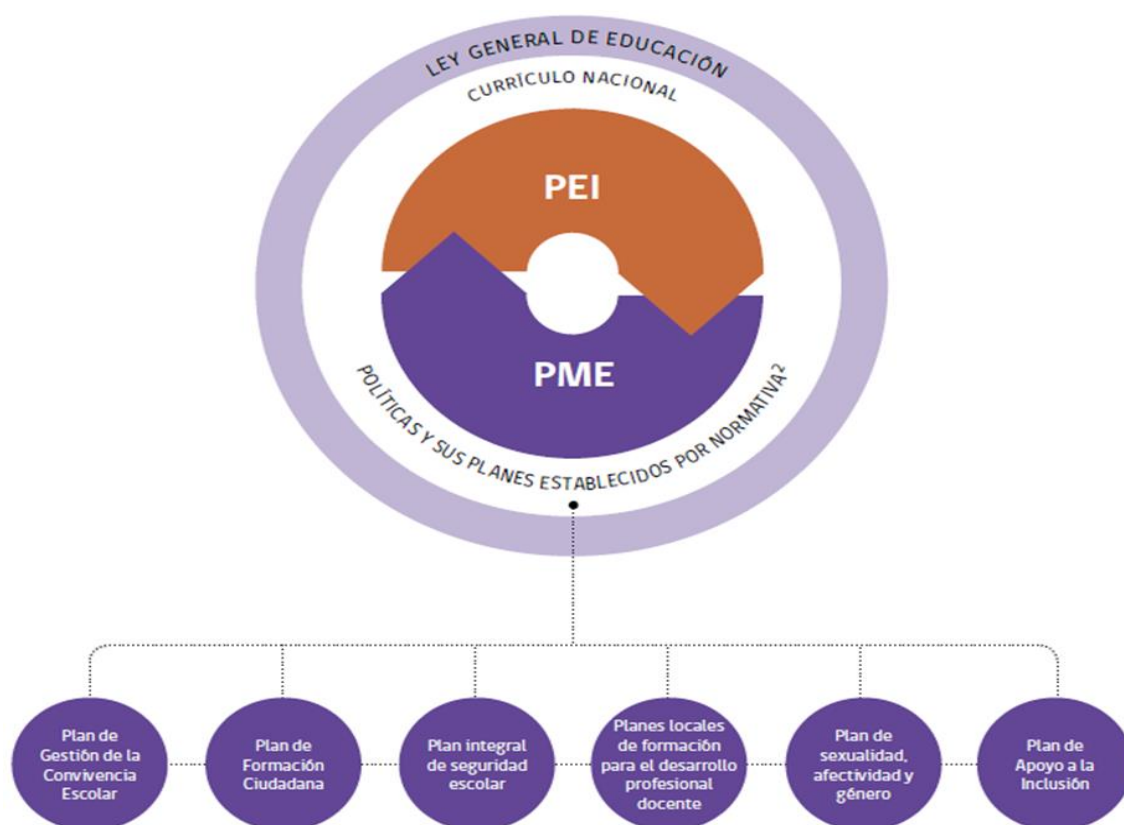 LEY GENERAL DE EDUCACIÓN
CURRÍCULO NACIONAL
PEI
PME
POLÍTICAS Y SUS PLANES ESTABLECIDOS POR NORMATIVA²
Plan de
Gestión de la
Convivencia
Escolar
Plan de
Formación
Ciudadana
Plan integral
de seguridad
escolar
Planes locales
de formación
para el desarrollo
profesional
docente
Plan de
sexualidad,
afectividad y
género
Plan de
Apoyo a la
Inclusión